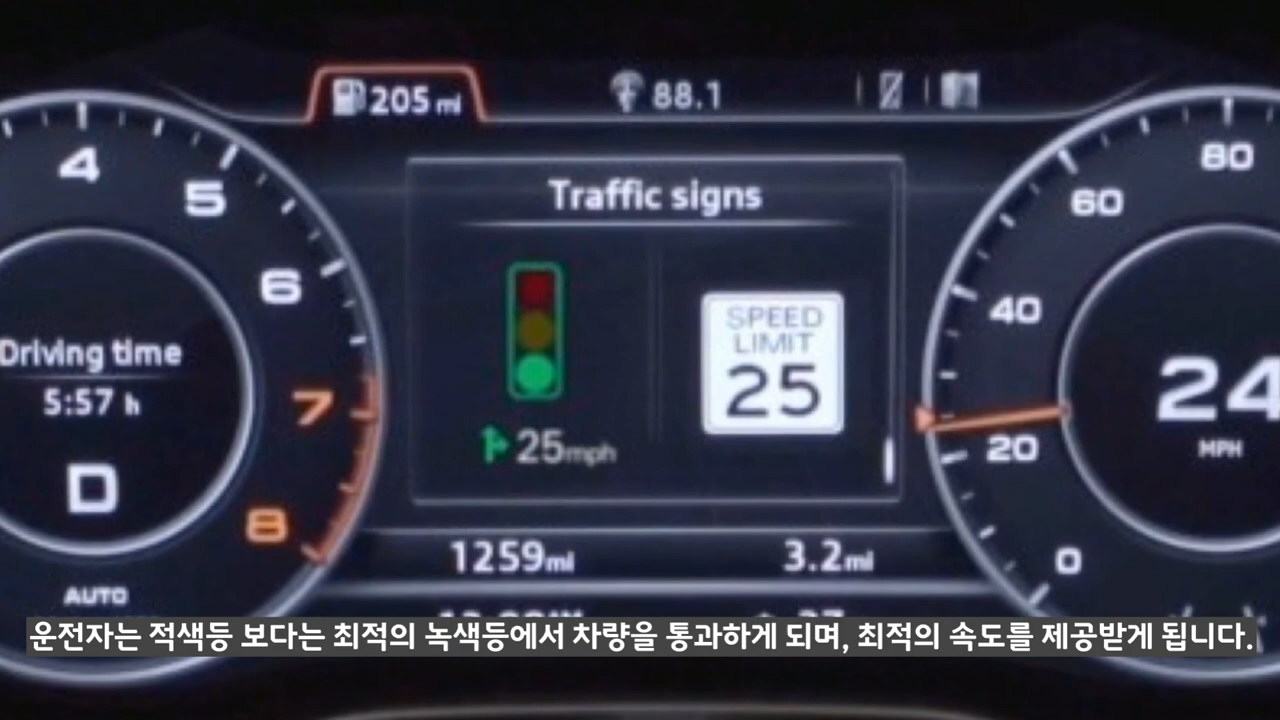 205 mi
88.1
4
5
6
7
8
Driving time
5:57 h
D
AUTO
Traffic signs
25mph
SPEED
LIMIT
25
80
60
40
20
0
24
MPH
1259mi
3.2mi
운전자는 적색등 보다는 최적의 녹색등에서 차량을 통과하게 되며, 최적의 속도를 제공받게 됩니다.